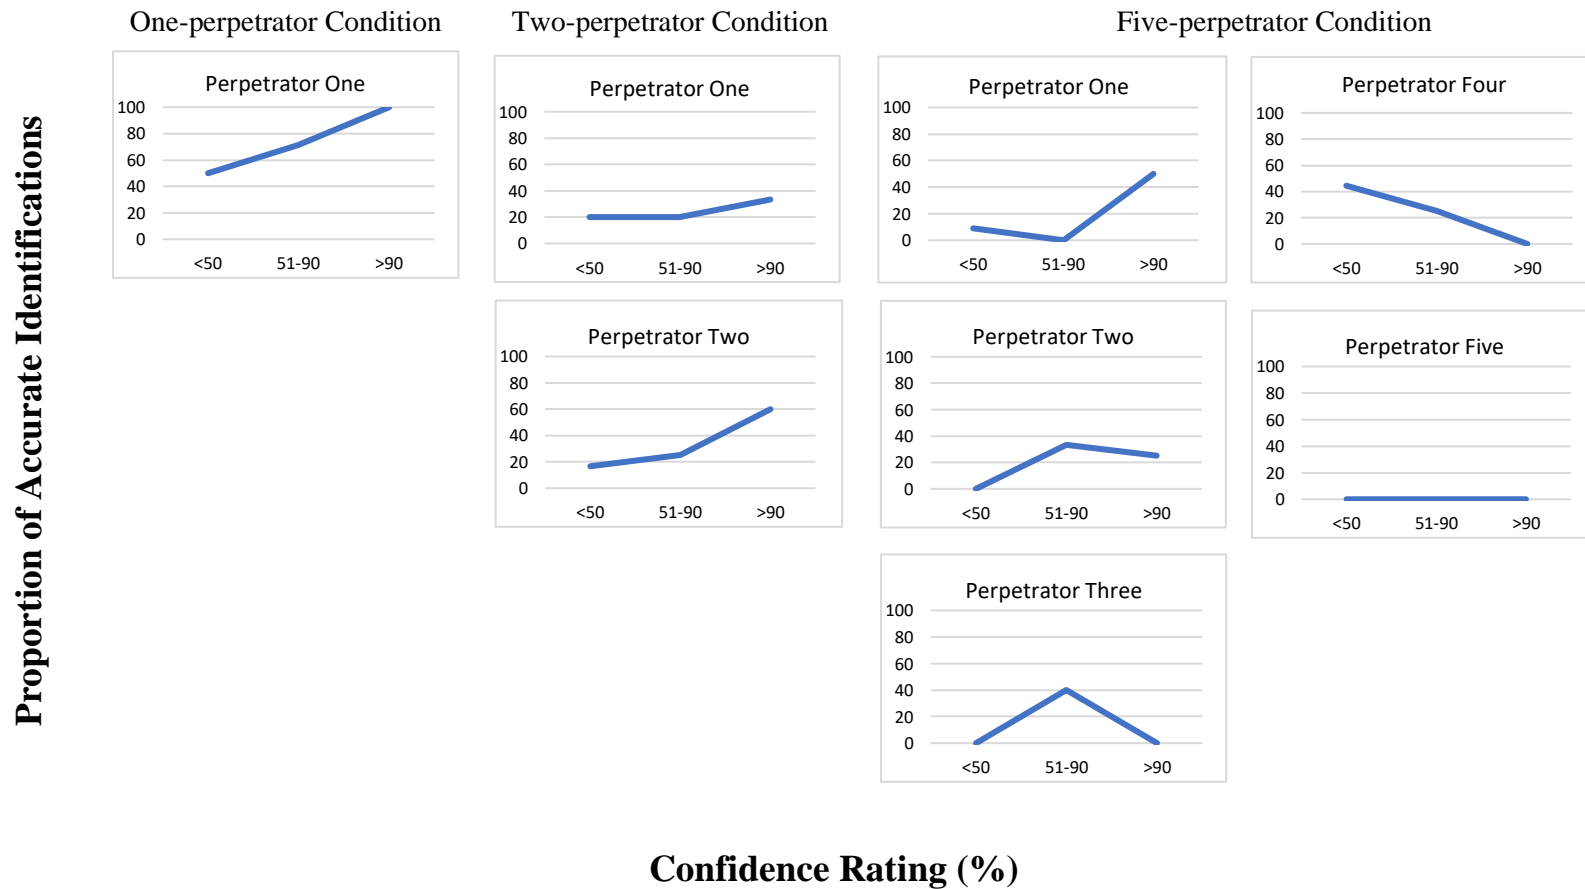 One-perpetrator Condition
Two-perpetrator Condition
Five-perpetrator Condition
Proportion of Accurate Identifications
Perpetrator One
100
80
60
40
20
0
<50 51-90 >90
Perpetrator One
100
80
60
40
20
0
<50 51-90 >90
Perpetrator Two
100
80
60
40
20
0
<50 51-90 >90
Perpetrator One
100
80
60
40
20
0
<50 51-90 >90
Perpetrator Two
100
80
60
40
20
0
<50 51-90 >90
Perpetrator Three
100
80
60
40
20
0
<50 51-90 >90
Perpetrator Four
100
80
60
40
20
0
<50 51-90 >90
Perpetrator Five
100
80
60
40
20
0
<50 51-90 >90
Confidence Rating (%)